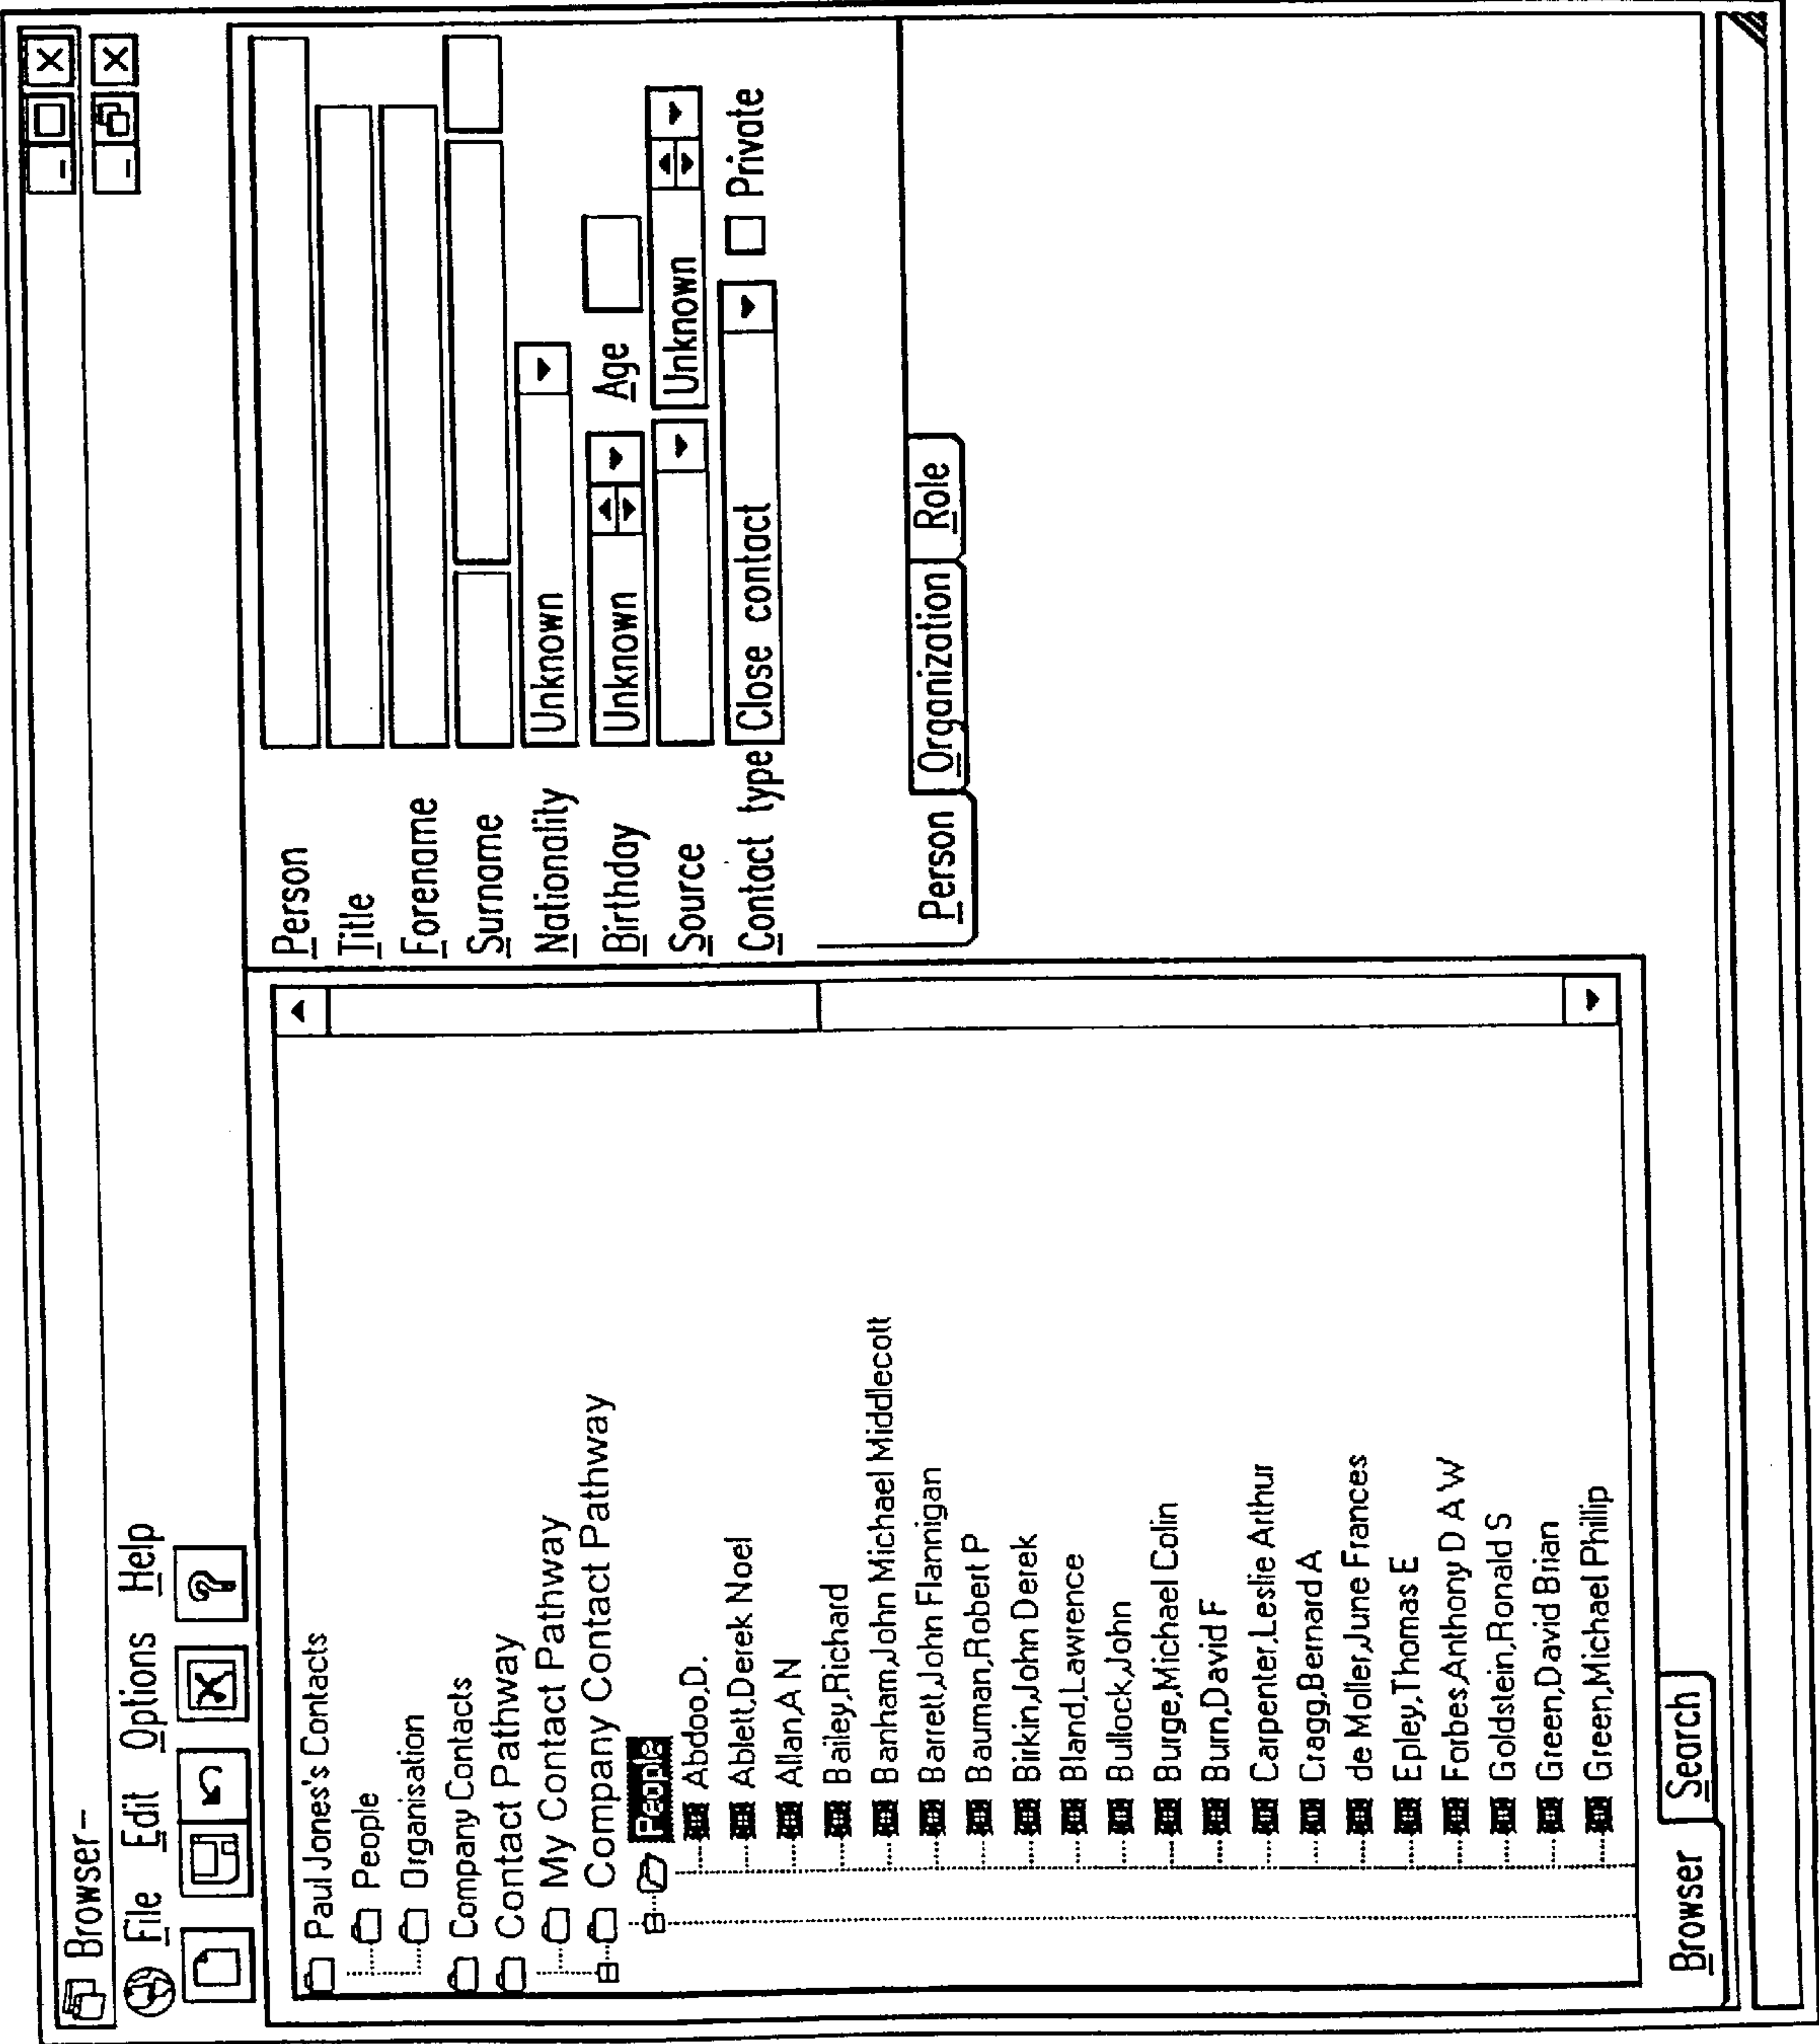 Browser-
File Edit Options Help
?
Paul Jones's Contacts
People
Organisation
Company Contacts
Contact Pathway
My Contact Pathway
Company Contact Pathway
People
Abdoo,D.
Ablett,Derek Noel
Allan,A N
Bailey,Richard
Banham,John Michael Middlecott
Barrett,John Flannigan
Bauman,Robert P
Birkin,John Derek
Bland,Lawrence
Bullock,John
Burge,Michael Colin
Burn,David F
Carpenter,Leslie Arthur
Cragg,Bernard A
de Moller,June Frances
Epley,Thomas E
Forbes,Anthony D A W
Goldstein,Ronald S
Green,David Brian
Green,Michael Phillip
Browser Search
Person
Title
Forename
Surname
Nationality Unknown
Birthday Unknown Age
Source Unknown
Contact type Close contact Private
Person Organization Role